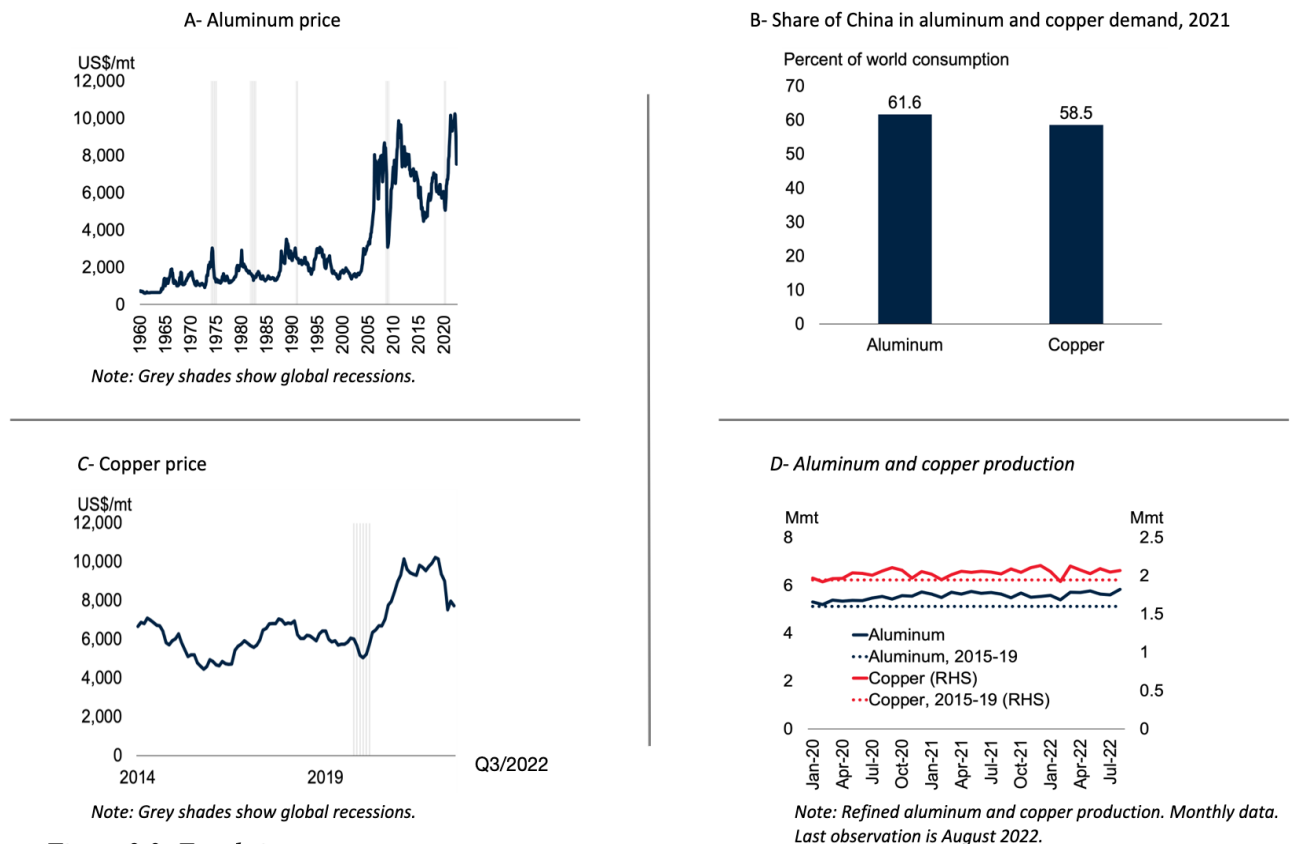 A- Aluminum price
US$/mt
12,000
10,000
8,000
6,000
4,000
2,000
0
1960 1965 1970 1975 1980 1985 1990 1995 2000 2005 2010 2015 2020
Note: Grey shades show global recessions.
B- Share of China in aluminum and copper demand, 2021
Percent of world consumption
70
60
50
40
30
20
10
0
61.6
58.5
Aluminum Copper
C- Copper price
US$/mt
12,000
10,000
8,000
6,000
4,000
2,000
0
2014 2019
Q3/2022
Note: Grey shades show global recessions.
D- Aluminum and copper production
Mmt Mmt
8 2.5
6 2
4 1.5
2 1
0 0.5
0
Aluminum
Aluminum, 2015-19
Copper (RHS)
Copper, 2015-19 (RHS)
Jan-20 Apr-20 Jul-20 Oct-20 Jan-21 Apr-21 Jul-21 Oct-21 Jan-22 Apr-22 Jul-22
Note: Refined aluminum and copper production. Monthly data.
Last observation is August 2022.